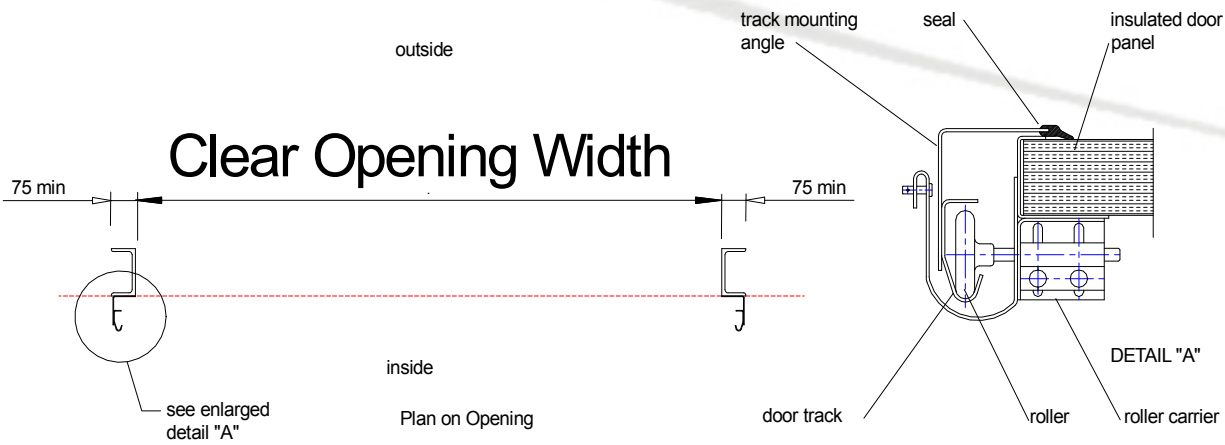 outside
Clear Opening Width
75 min
75 min
inside
see enlarged
detail "A"
Plan on Opening
track mounting
angle
seal
insulated door
panel
DETAIL "A"
door track
roller
roller carrier